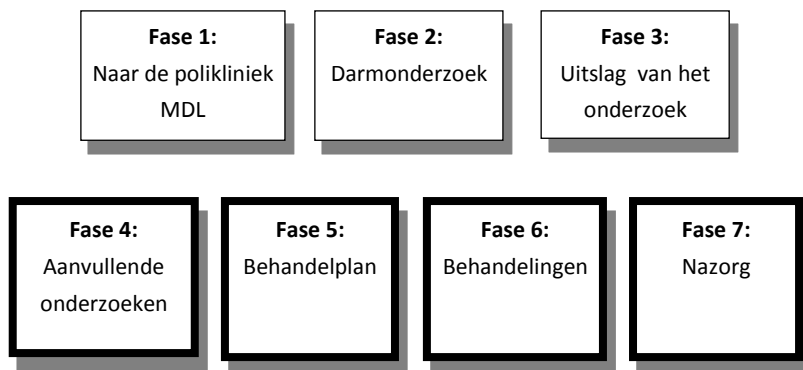 Fase 1:
Naar de polikliniek
MDL
Fase 2:
Darmonderzoek
Fase 3:
Uitslag van het
onderzoek
Fase 4:
Aanvullende
onderzoeken
Fase 5:
Behandelplan
Fase 6:
Behandelingen
Fase 7:
Nazorg